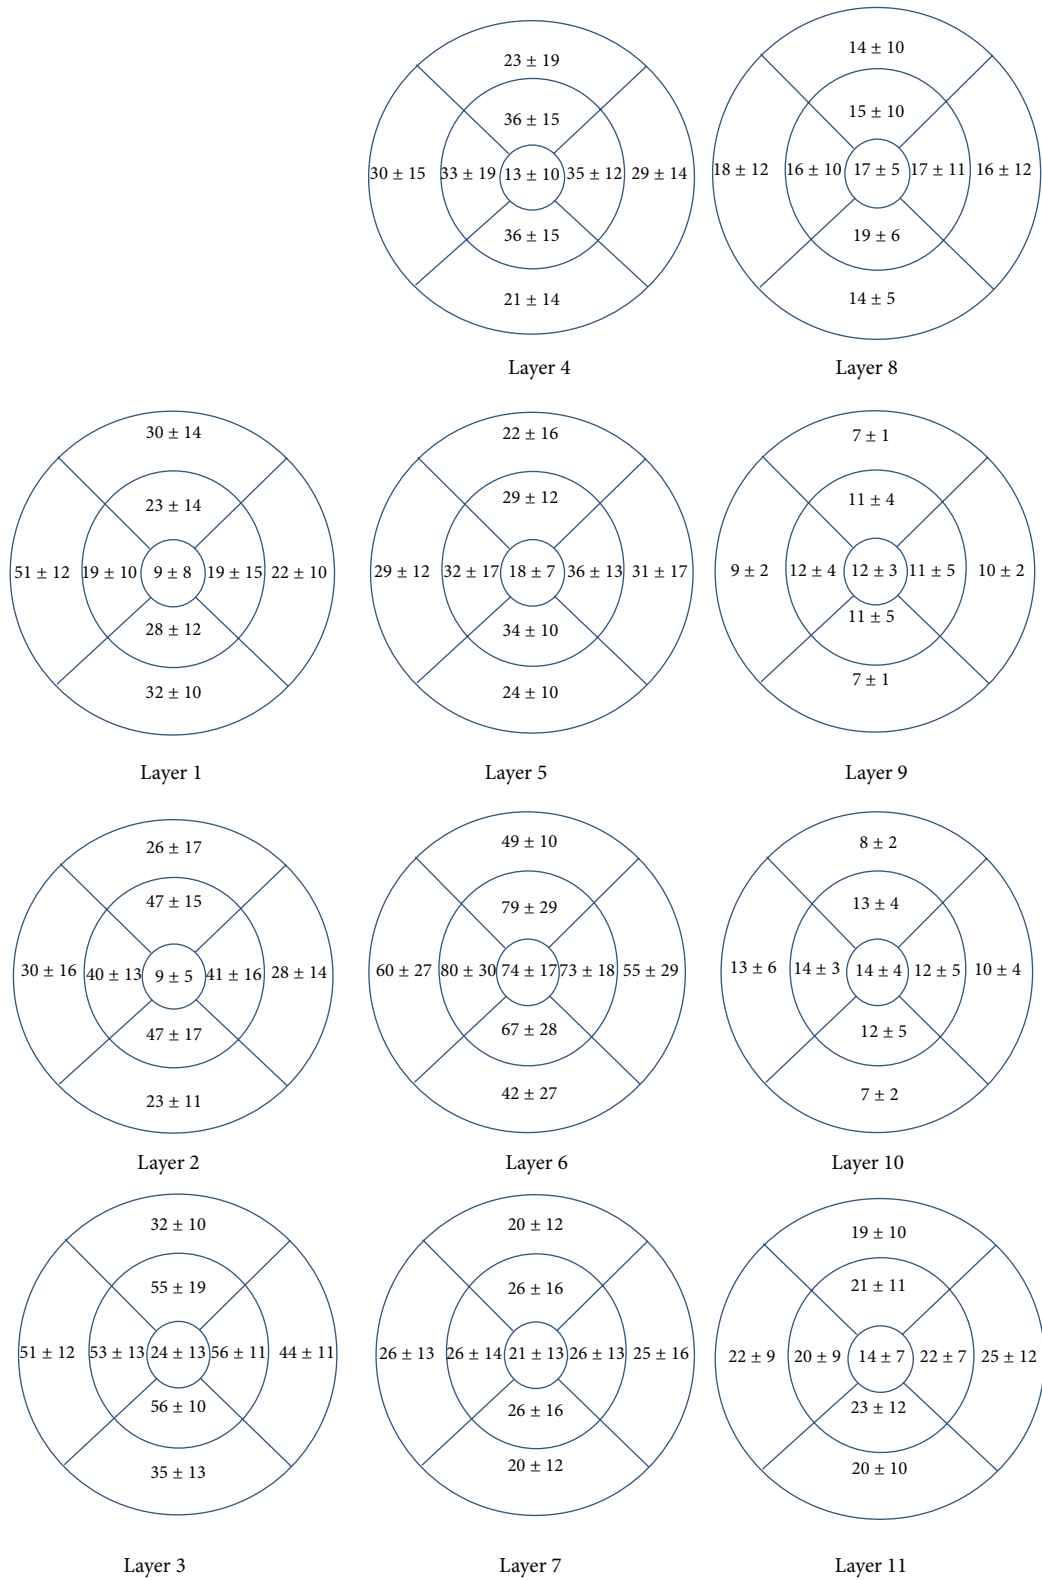 23 ± 19
36 ± 15
30 ± 15 33 ± 19 13 ± 10 35 ± 12 29 ± 14
36 ± 15
21 ± 14
Layer 4
14 ± 10
15 ± 10
18 ± 12 16 ± 10 17 ± 5 17 ± 11 16 ± 12
19 ± 6
14 ± 5
Layer 8
30 ± 14
23 ± 14
51 ± 12 19 ± 10 9 ± 8 19 ± 15 22 ± 10
28 ± 12
32 ± 10
Layer 1
22 ± 16
29 ± 12
29 ± 12 32 ± 17 18 ± 7 36 ± 13 31 ± 17
34 ± 10
24 ± 10
Layer 5
7 ± 1
11 ± 4
9 ± 2 12 ± 4 12 ± 3 11 ± 5 10 ± 2
11 ± 5
7 ± 1
Layer 9
26 ± 17
47 ± 15
30 ± 16 40 ± 13 9 ± 5 41 ± 16 28 ± 14
47 ± 17
23 ± 11
Layer 2
49 ± 10
79 ± 29
60 ± 27 80 ± 30 74 ± 17 73 ± 18 55 ± 29
67 ± 28
42 ± 27
Layer 6
8 ± 2
13 ± 4
13 ± 6 14 ± 3 14 ± 4 12 ± 5 10 ± 4
12 ± 5
7 ± 2
Layer 10
32 ± 10
55 ± 19
51 ± 12 53 ± 13 24 ± 13 56 ± 11 44 ± 11
56 ± 10
35 ± 13
Layer 3
20 ± 12
26 ± 16
26 ± 13 26 ± 14 21 ± 13 26 ± 13 25 ± 16
26 ± 16
20 ± 12
Layer 7
19 ± 10
21 ± 11
22 ± 9 20 ± 9 14 ± 7 22 ± 7 25 ± 12
23 ± 12
20 ± 10
Layer 11